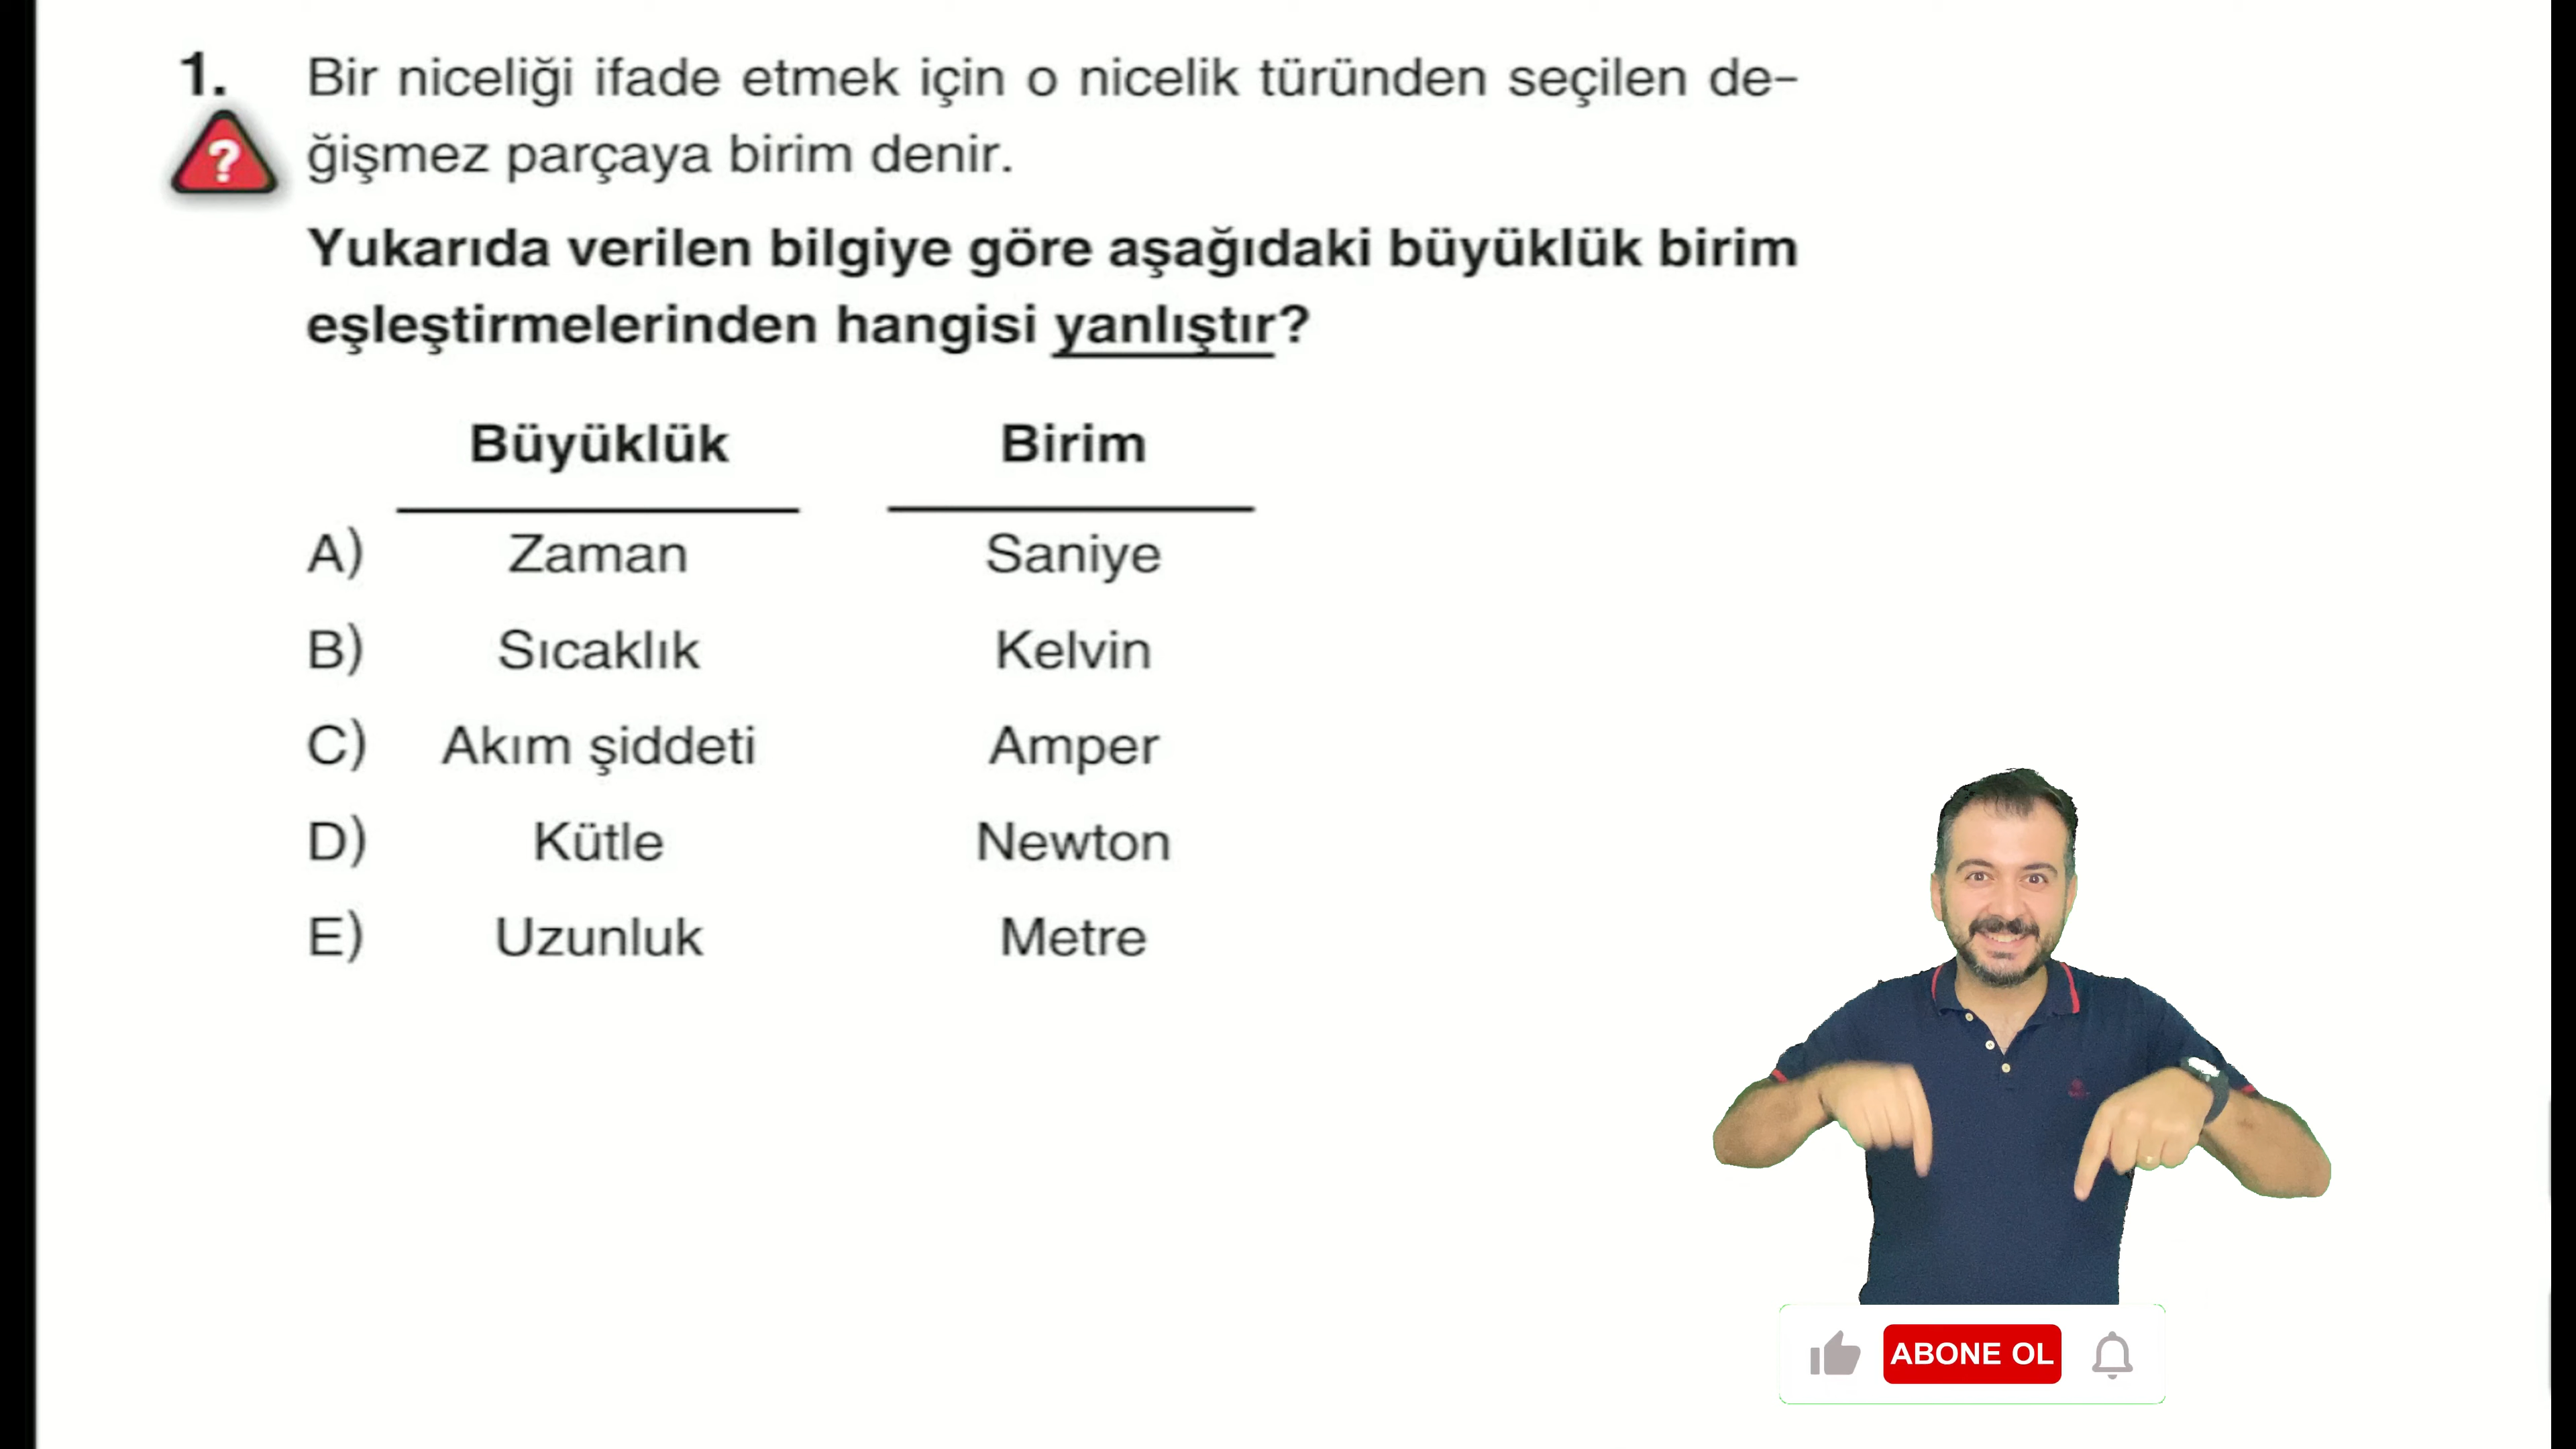 1. Bir niceliği ifade etmek için o nicelik türünden seçilen de-
ğişmez parçaya birim denir.
?
Yukarıda verilen bilgiye göre aşağıdaki büyüklük birim
eşleştirmelerinden hangisi yanlıştır?
Büyüklük Birim
A) Zaman Saniye
B) Sıcaklık Kelvin
C) Akım şiddeti Amper
D) Kütle Newton
E) Uzunluk Metre
ABONE OL